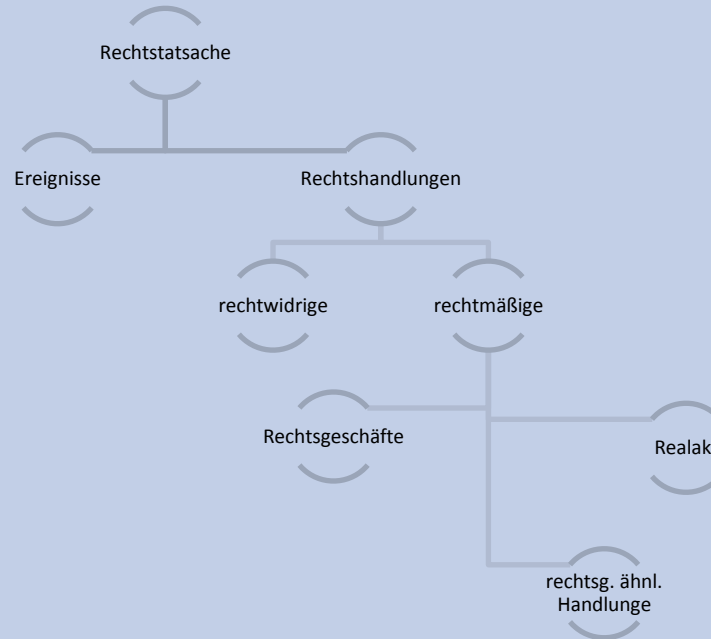 Rechtstatsache
Ereignisse
Rechtshandlungen
rechtwidrige
rechtmäßige
Rechtsgeschäfte
Realak
rechtsg. ähnl.
Handlunge